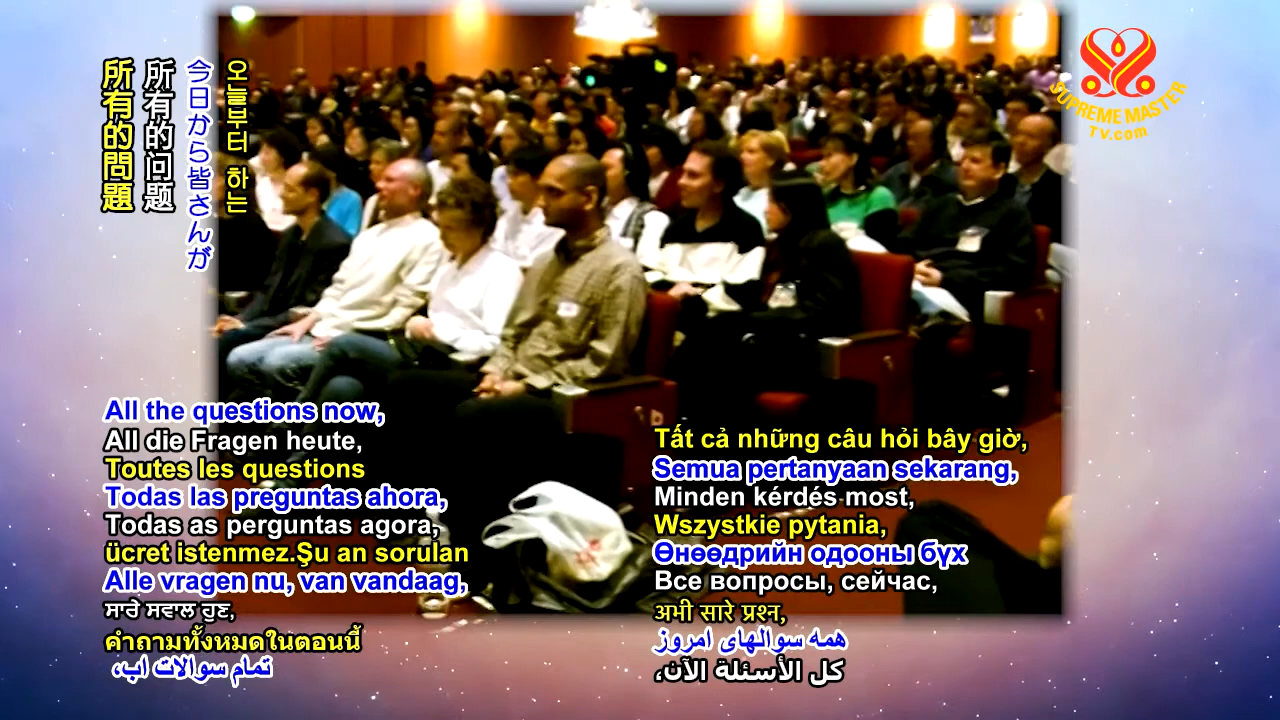 所有的問題
所有的问题
今日から皆さんが
오늘부터 하는
SUPREME MASTER
TV.com
All the questions now,
All die Fragen heute,
Toutes les questions
Todas las preguntas ahora,
Todas as perguntas agora,
ücret istenmez.Şu an sorulan
Alle vragen nu, van vandaag,
ਸਾਰੇ ਸਵਾਲ ਹੁਣ,
คำถามทั้งหมดในตอนนี้
تمام سوالات اب،
Tất cả những câu hỏi bây giờ,
Semua pertanyaan sekarang,
Minden kérdés most,
Wszystkie pytania,
Өнөөдрийн одооны бүх
Все вопросы, сейчас,
अभी सारे प्रश्न,
همه سوالهای امروز
كل الأسئلة الآن،